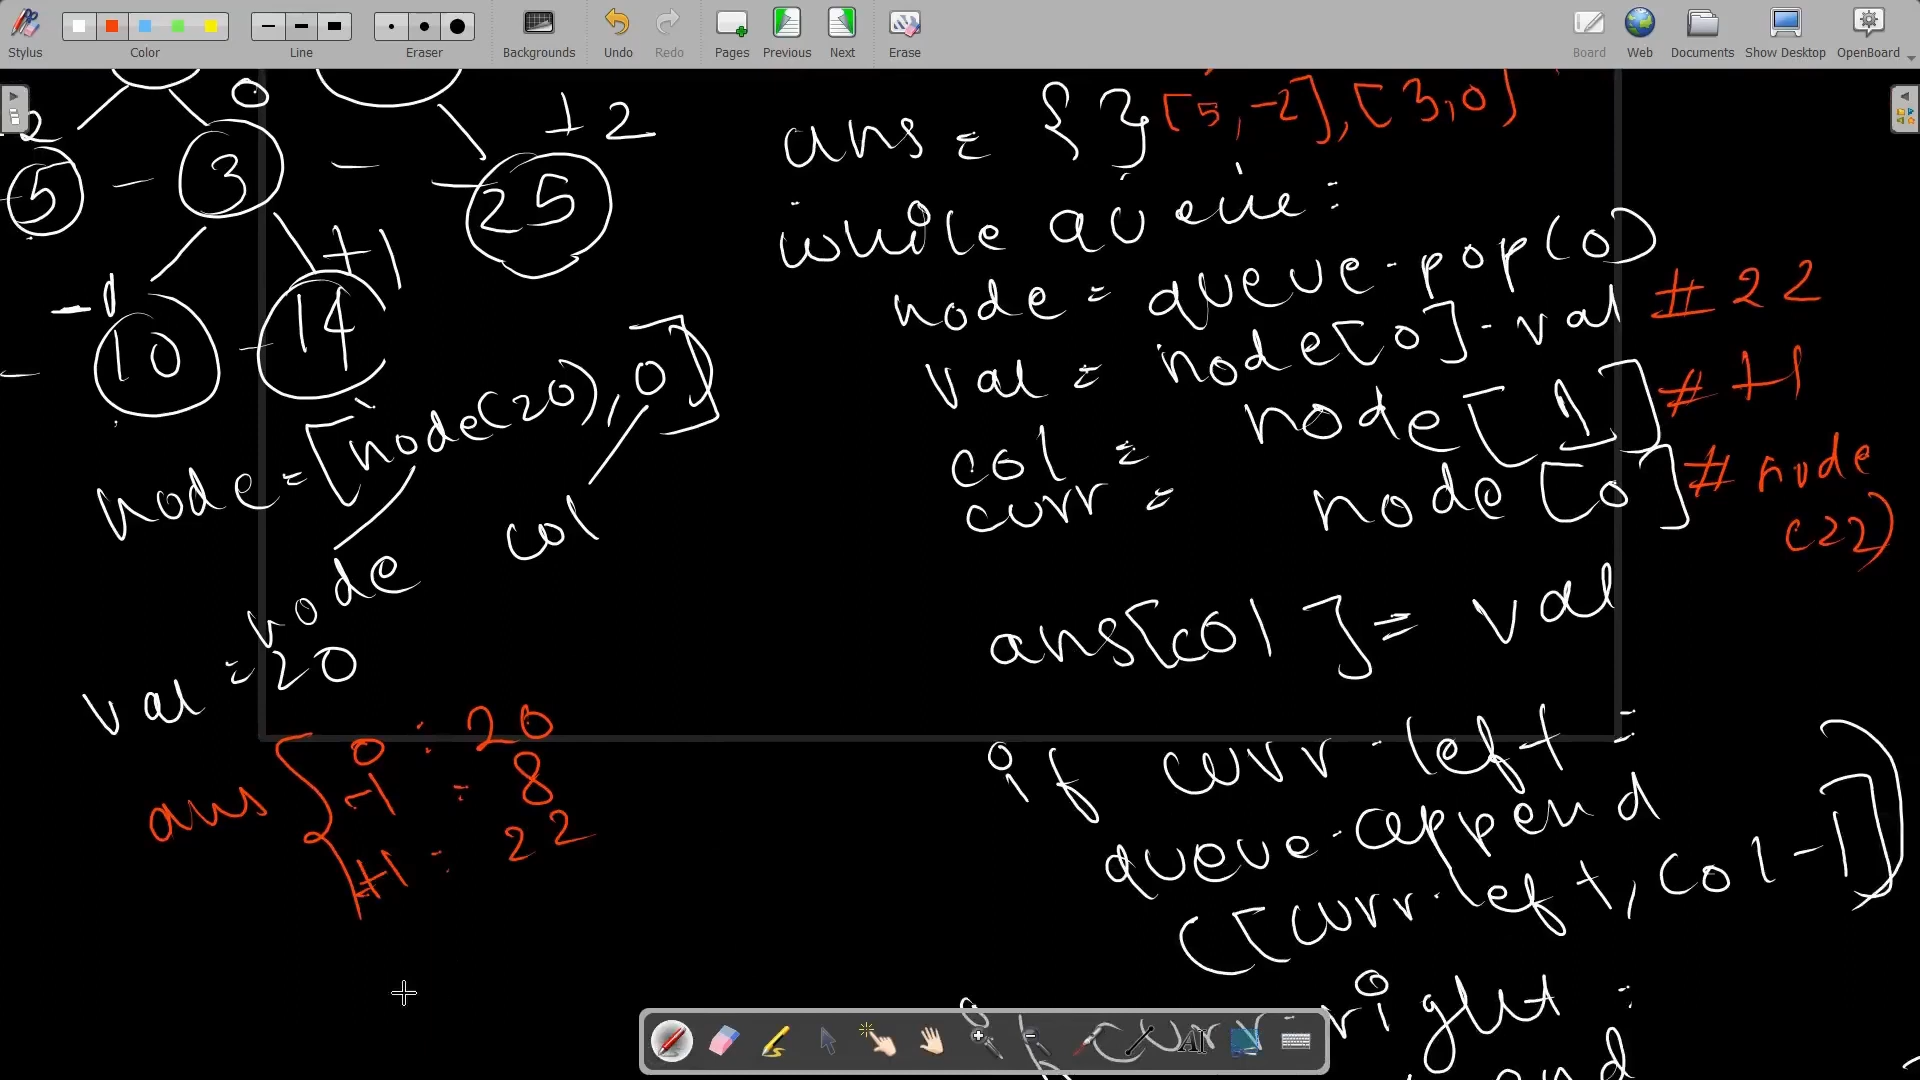 Stylus Color Line Eraser Backgrounds Undo Redo Pages Previous Next Erase Board Web Documents Show Desktop OpenBoard
0
2
5 - 3 - - 25
+2
-1
+1
- 10 - 14
node=[node(20),0]
node col
val = 20
ans { 0 : 20
-1 : 8
+1 : 22
ans = { } [5,-2],[3,0]
while queue:
node = queue.pop(0)
val = node[0].val # 22
col = node[1] # +1
curr = node[0] # node
(22)
ans[col] = val
if curr.left:
queue.append
([curr.left, col-1])
if curr.right: